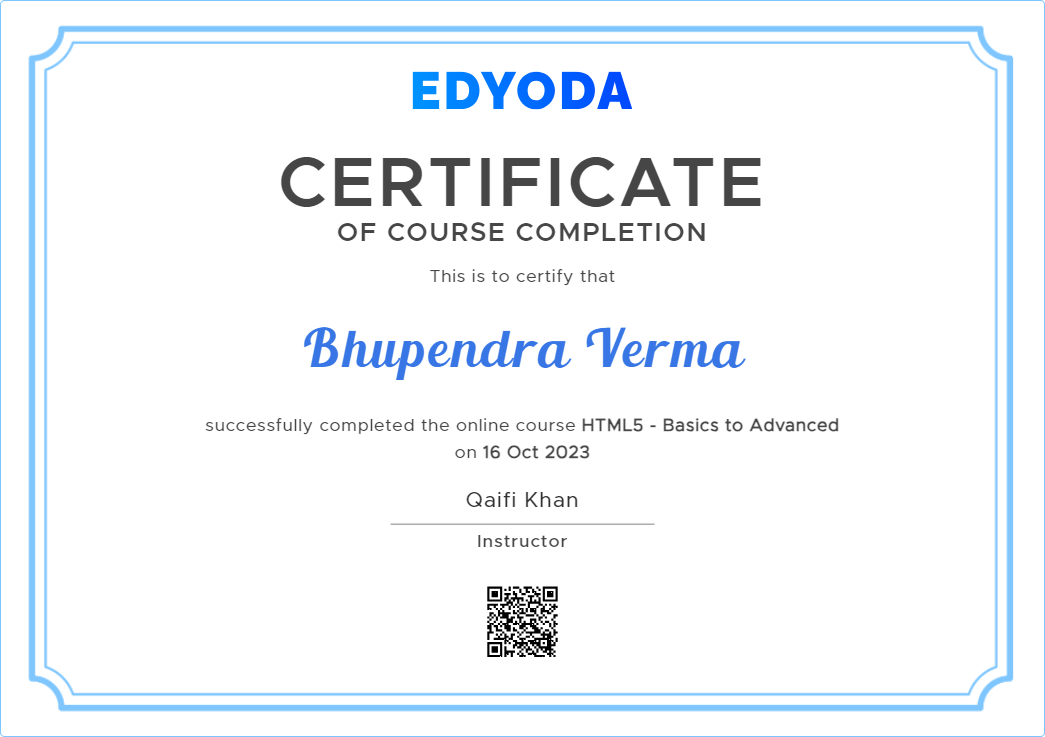 EDYODA
CERTIFICATE
OF COURSE COMPLETION
This is to certify that
Bhupendra Verma
successfully completed the online course HTML5 - Basics to Advanced
on 16 Oct 2023
Qaifi Khan
Instructor